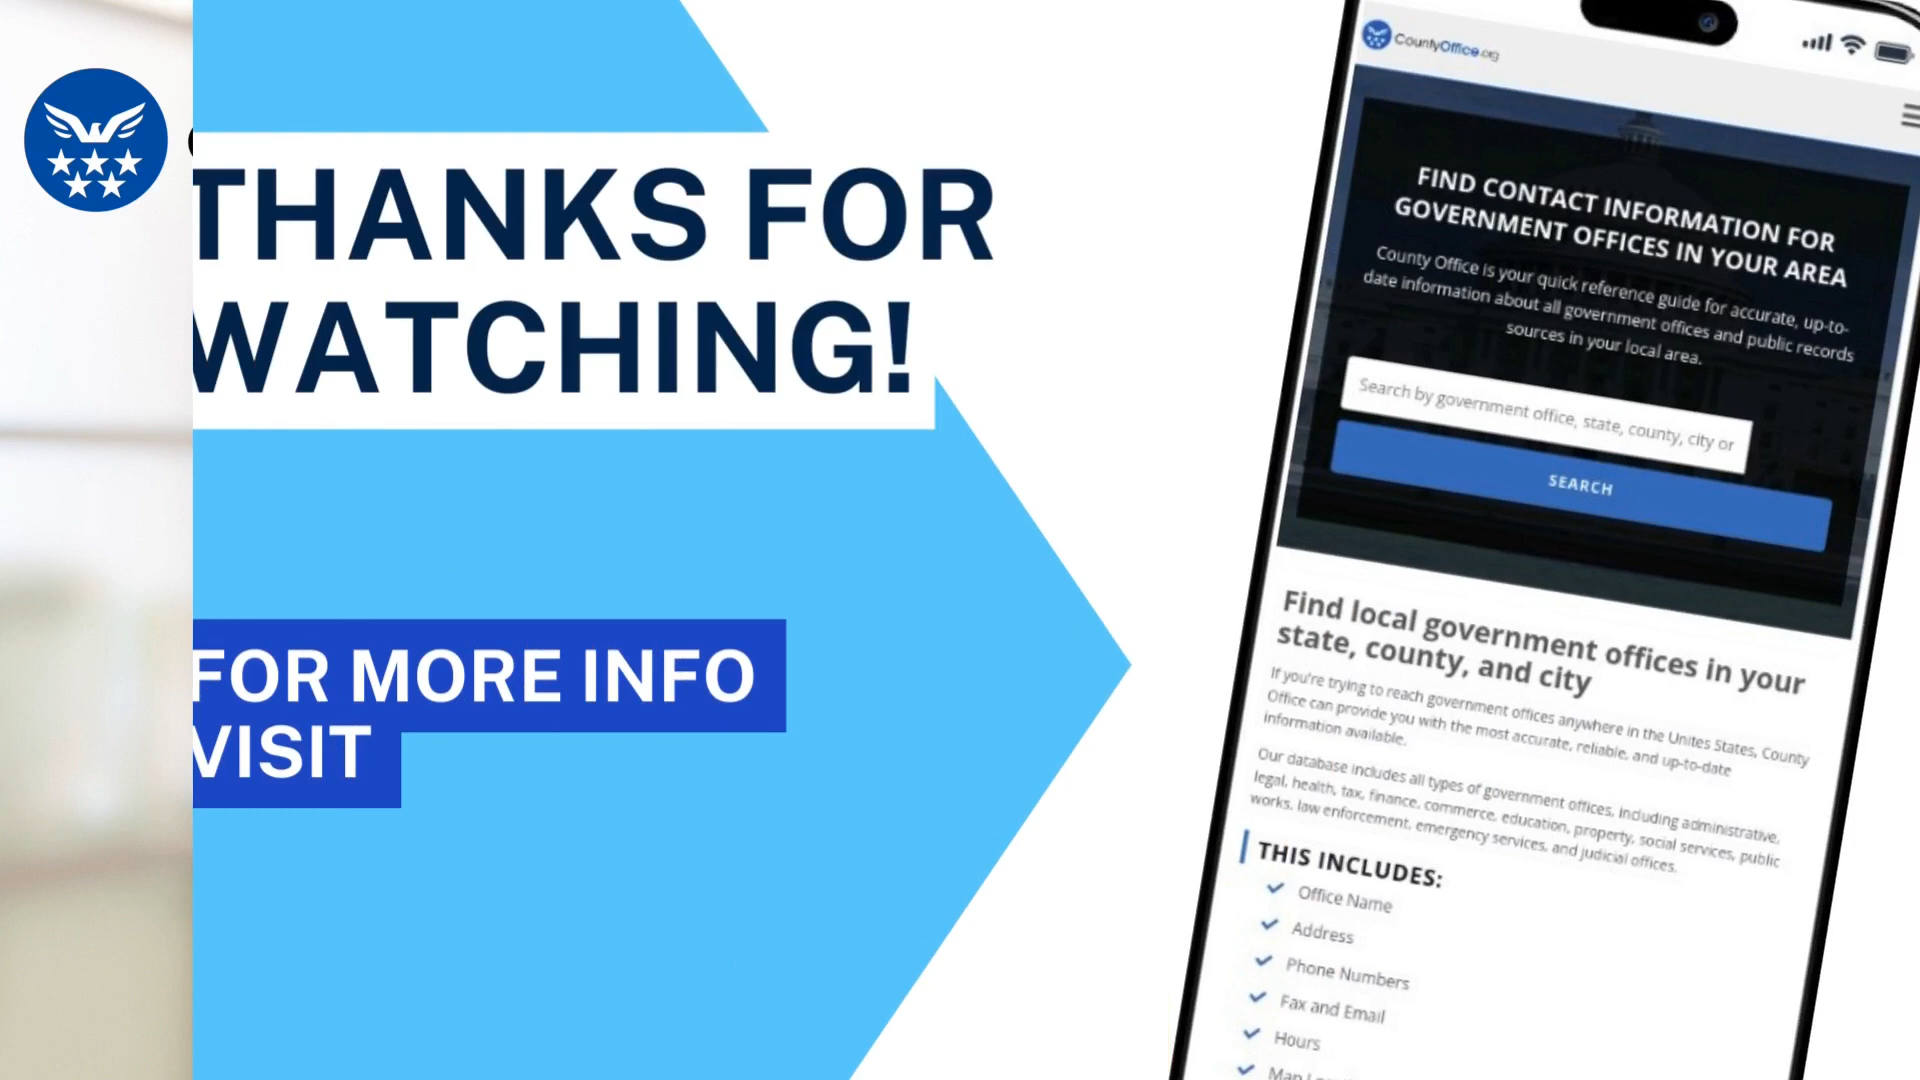 THANKS FOR
WATCHING!
FOR MORE INFO
VISIT
CountyOffice.org
FIND CONTACT INFORMATION FOR
GOVERNMENT OFFICES IN YOUR AREA
County Office is your quick reference guide for accurate, up-to-
date information about all government offices and public records
sources in your local area.
Search by government office, state, county, city or
SEARCH
Find local government offices in your
state, county, and city
If you're trying to reach government offices anywhere in the Unites States, County
Office can provide you with the most accurate, reliable, and up-to-date
information available.
Our database includes all types of government offices, including administrative,
legal, health, tax, finance, commerce, education, property, social services, public
works, law enforcement, emergency services, and judicial offices.
THIS INCLUDES:
Office Name
Address
Phone Numbers
Fax and Email
Hours
Map